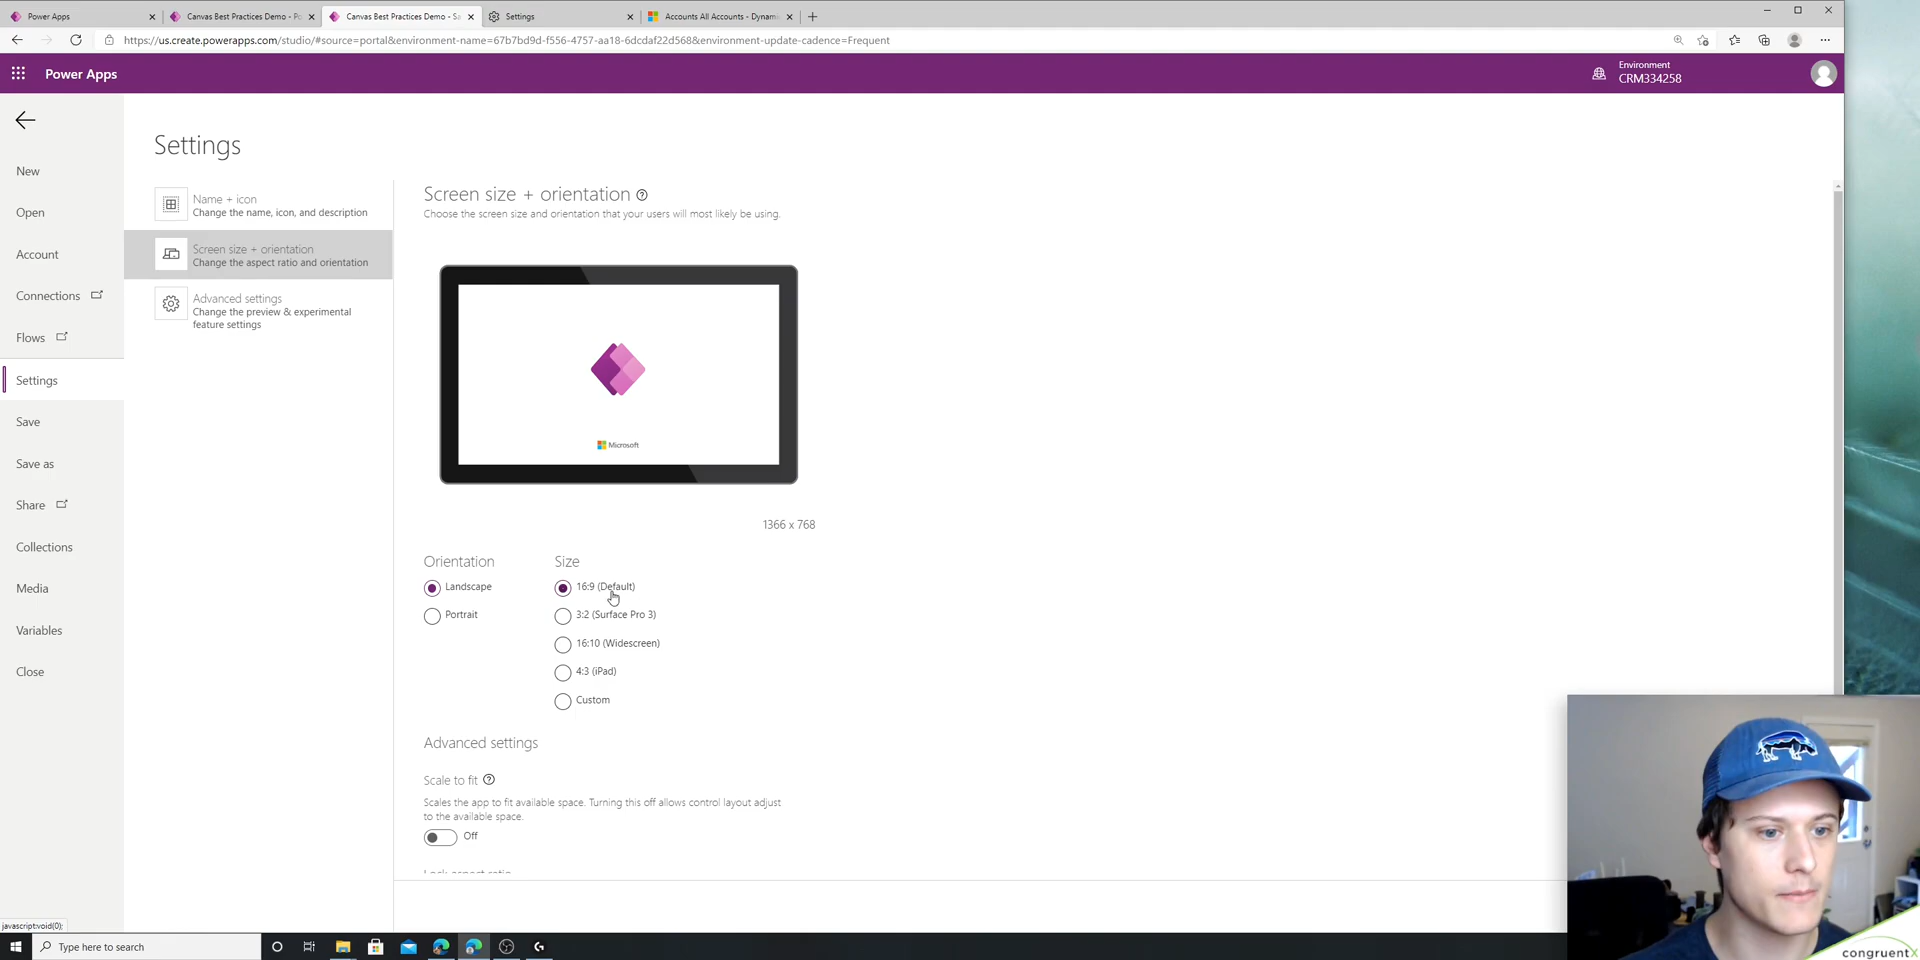 Power Apps
Canvas Best Practices Demo - Po
Canvas Best Practices Demo - Sa
Settings
Accounts All Accounts - Dynami
https://us.create.powerapps.com/studio/#source=portal&environment-name=67b7bd9d-f556-4757-aa18-6dcdaf22d568&environment-update-cadence=Frequent
Power Apps
Environment
CRM334258
Settings
New
Open
Account
Connections
Flows
Settings
Save
Save as
Share
Collections
Media
Variables
Close
Name + icon
Change the name, icon, and description
Screen size + orientation
Change the aspect ratio and orientation
Advanced settings
Change the preview & experimental
feature settings
Screen size + orientation
Choose the screen size and orientation that your users will most likely be using.
Microsoft
1366 x 768
Orientation
Landscape
Portrait
Size
16:9 (Default)
3:2 (Surface Pro 3)
16:10 (Widescreen)
4:3 (iPad)
Custom
Advanced settings
Scale to fit
Scales the app to fit available space. Turning this off allows control layout adjust
to the available space.
Off
Lock aspect ratio
javascript:void(0);
Type here to search
congruentX